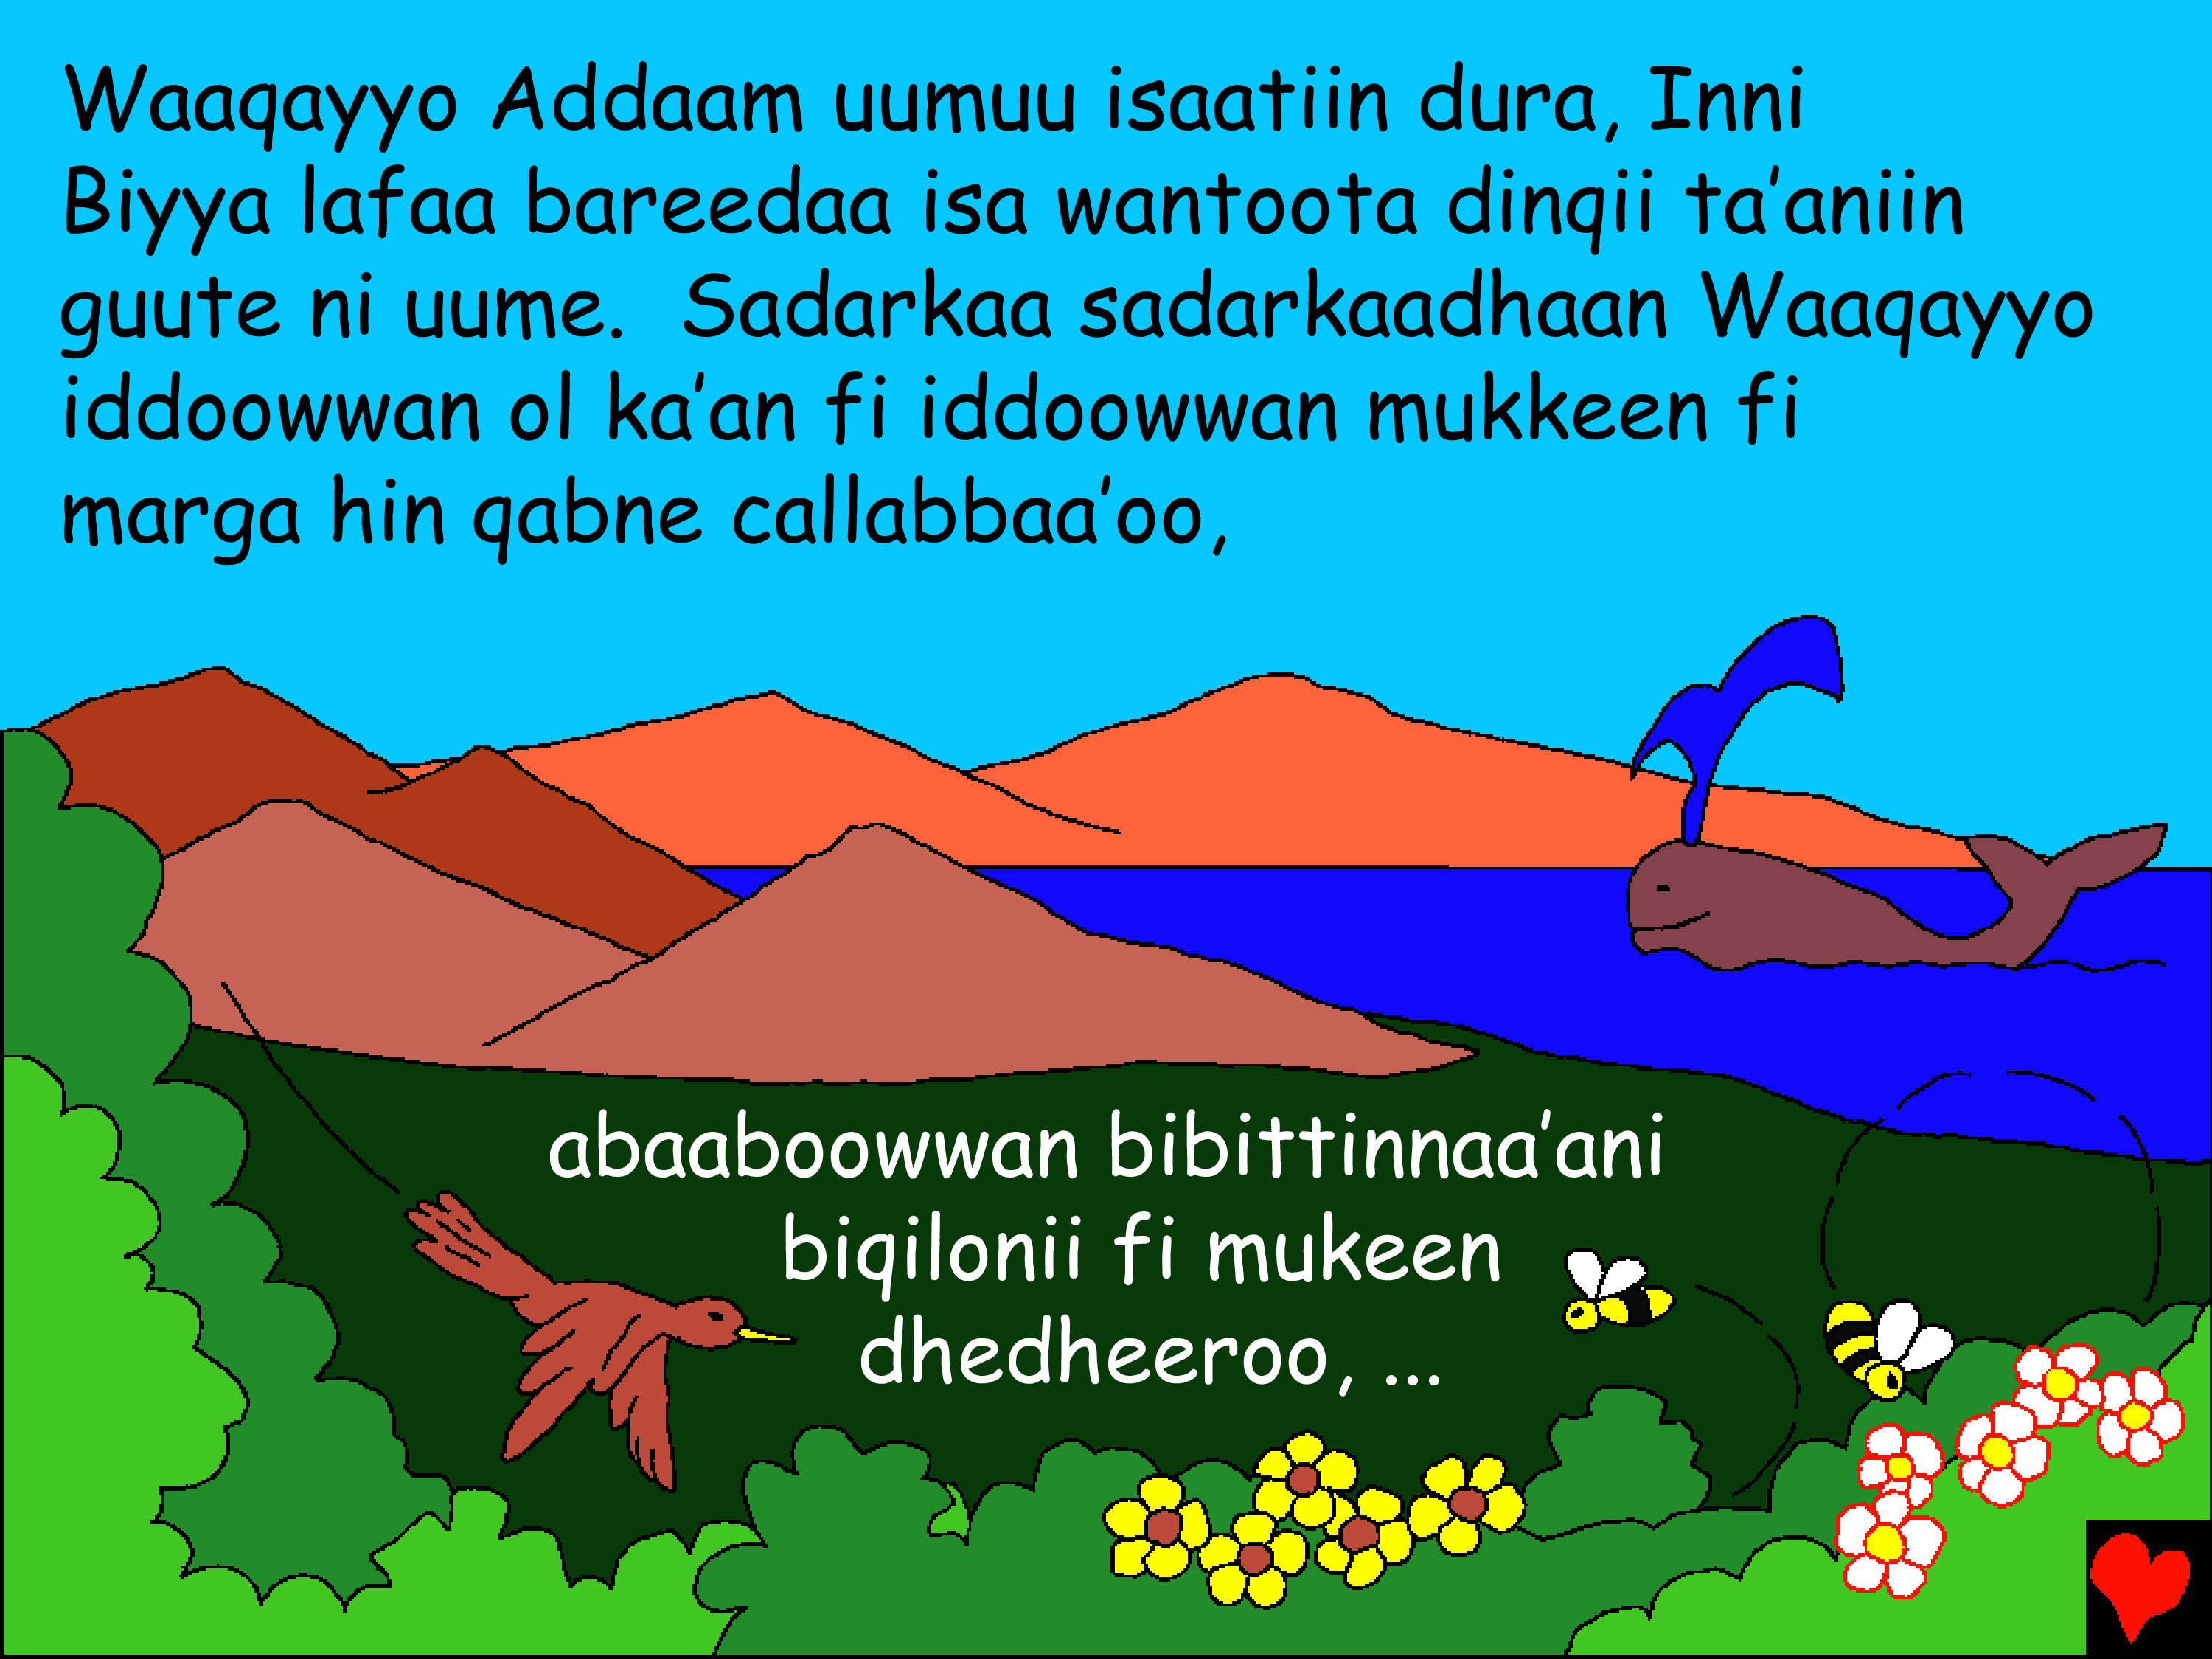 Waaqayyo Addaam uumuu isaatiin dura, Inni
Biyya lafaa bareedaa isa wantoota dinqii ta’aniin
guute ni uume.  Sadarkaa sadarkaadhaan Waaqayyo
iddoowwan ol ka’an fi iddoowwan mukkeen fi
marga hin qabne callabbaa’oo,
abaaboowwan bibittinnaa’ani
biqilonii fi mukeen
dhedheeroo, ...